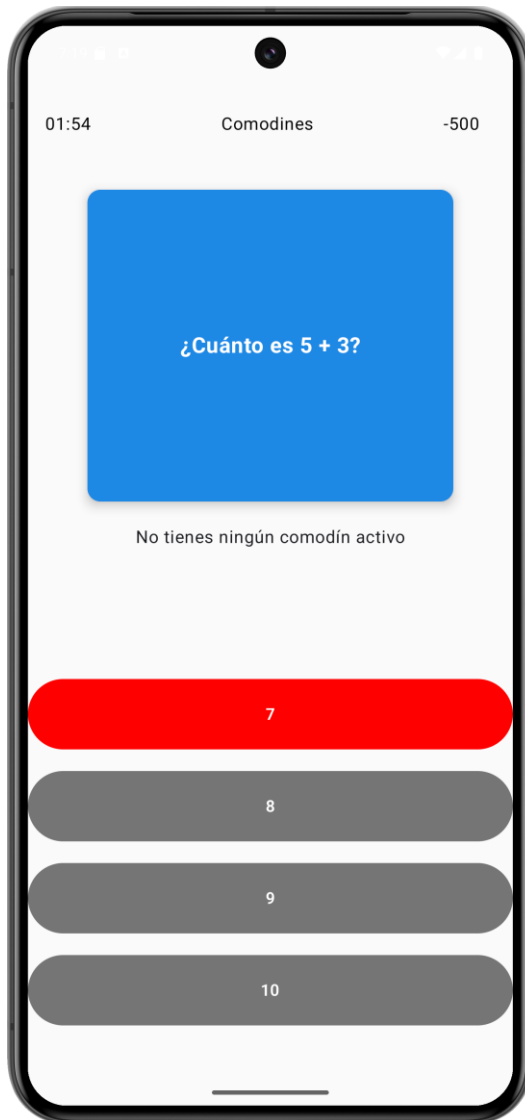 01:54 Comodines -500
¿Cuánto es 5 + 3?
No tienes ningún comodín activo
7
8
9
10